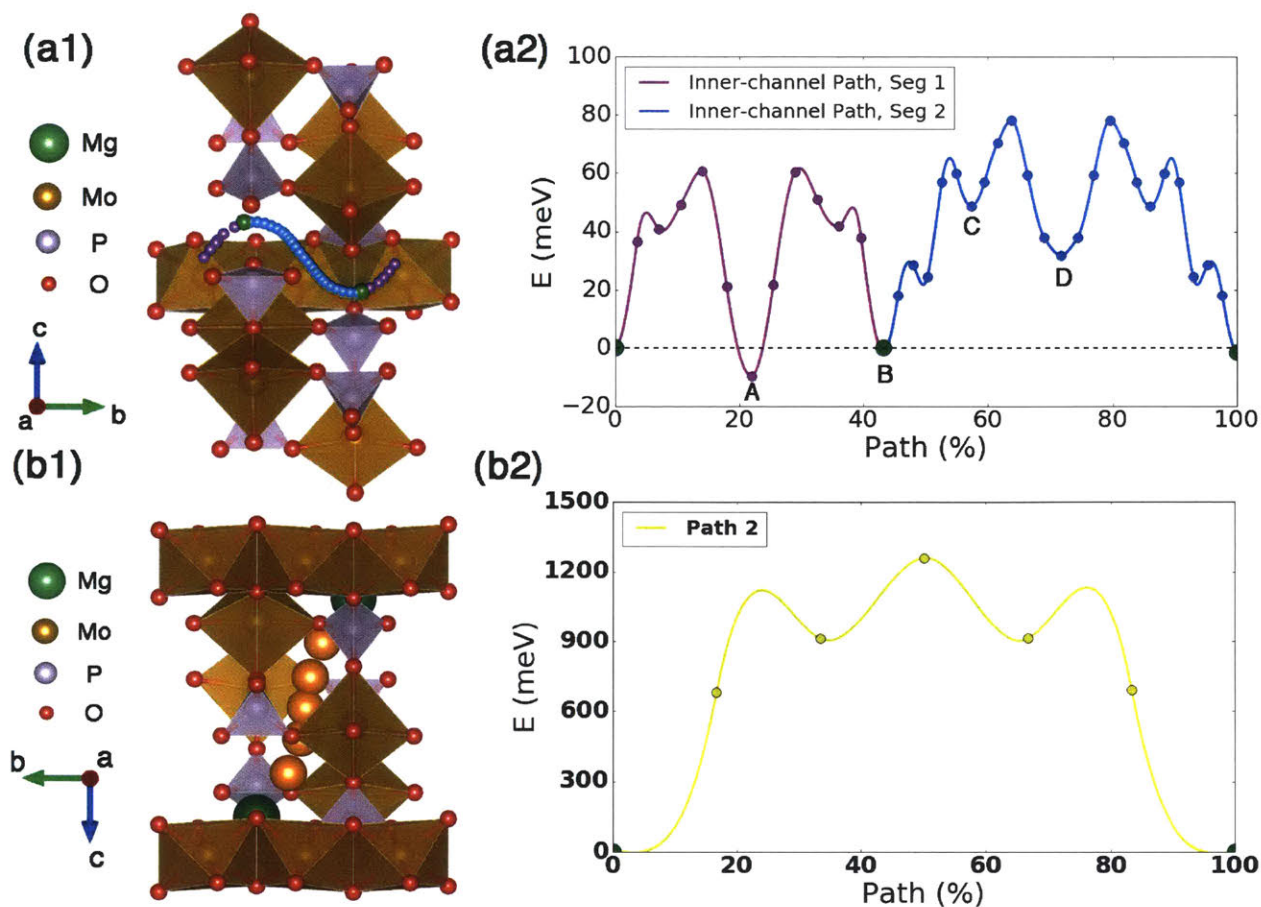 (a1)
Mg
Mo
P
O
c
a
b
(a2)
100
80
60
40
20
0
−20
E (meV)
Inner-channel Path, Seg 1
Inner-channel Path, Seg 2
A
B
C
D
0
20
40
60
80
100
Path (%)
(b1)
Mg
Mo
P
O
b
a
c
(b2)
1500
1200
900
600
300
0
E (meV)
Path 2
0
20
40
60
80
100
Path (%)